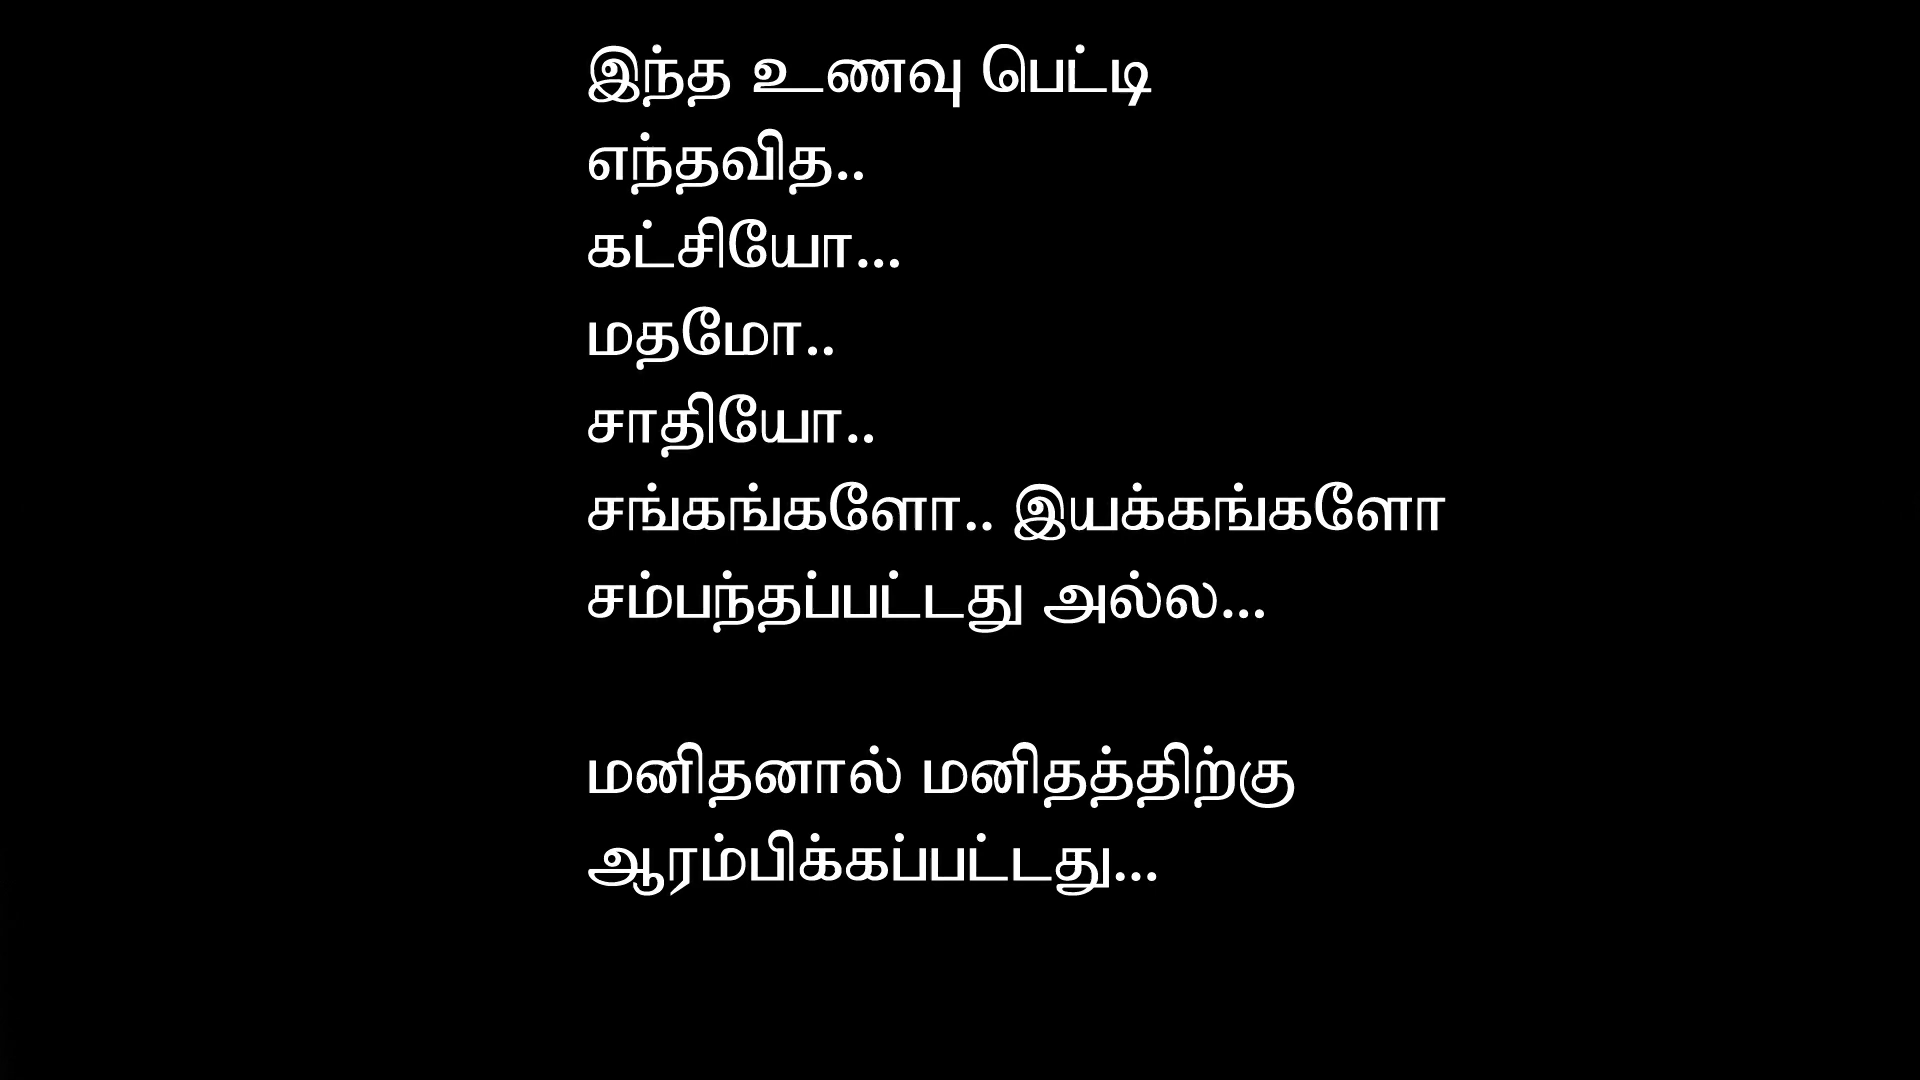 இந்த உணவு பெட்டி
எந்தவித..
கட்சியோ...
மதமோ..
சாதியோ..
சங்கங்களோ.. இயக்கங்களோ
சம்பந்தப்பட்டது அல்ல...
மனிதனால் மனிதத்திற்கு
ஆரம்பிக்கப்பட்டது...